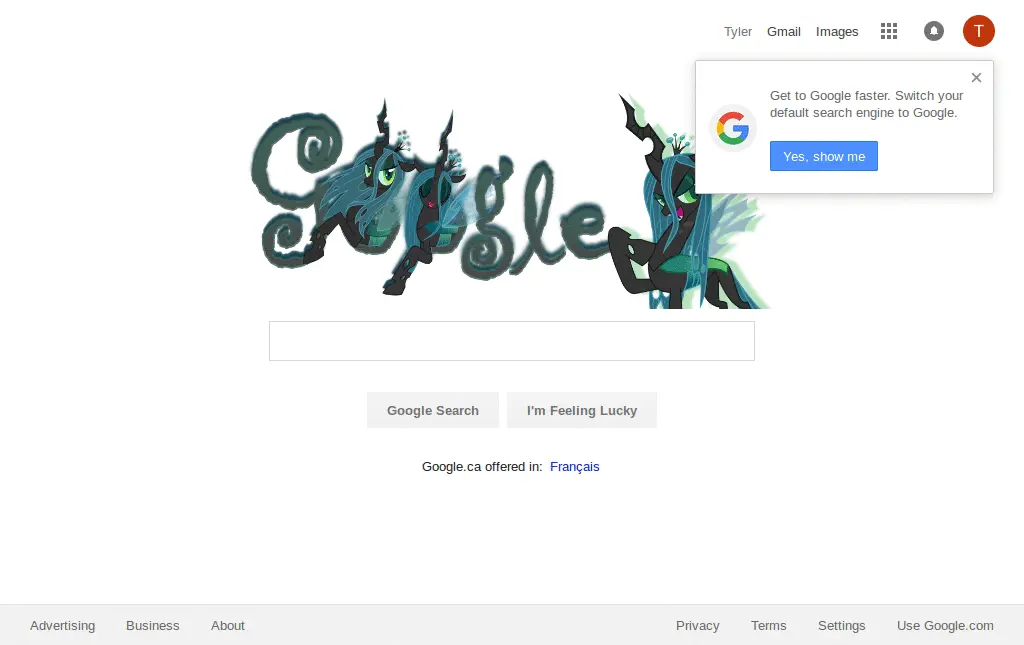 Tyler Gmail Images T
Get to Google faster. Switch your
default search engine to Google.
Yes, show me
Google
Google Search I'm Feeling Lucky
Google.ca offered in: Français
Advertising Business About Privacy Terms Settings Use Google.com